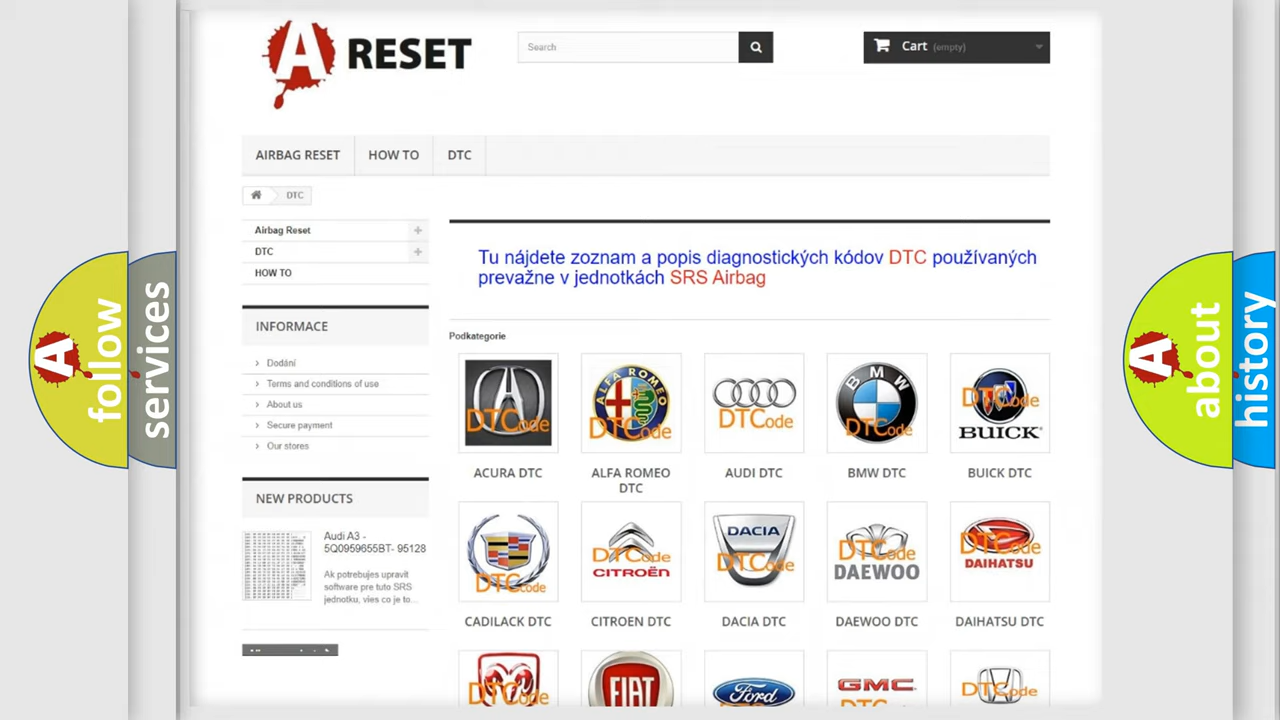 A RESET
Search
Cart (empty)
AIRBAG RESET
HOW TO
DTC
DTC
Airbag Reset
DTC
HOW TO
Tu nájdete zoznam a popis diagnostických kódov DTC používaných
prevažne v jednotkách SRS Airbag
INFORMACE
Dodání
Terms and conditions of use
About us
Secure payment
Our stores
NEW PRODUCTS
Audi A3 -
5Q0959655BT- 95128
Ak potrebujes upravit
software pre tuto SRS
jednotku, vies co je to...
Podkategorie
DTCode
ALFA ROMEO
DTCode
DTCode
BMW
DTCode
DTCode
BUICK
ACURA DTC
ALFA ROMEO
DTC
AUDI DTC
BMW DTC
BUICK DTC
DTCode
DTCode
CITROËN
DACIA
DTCode
DTCode
DAEWOO
DTCode
DAIHATSU
CADILACK DTC
CITROEN DTC
DACIA DTC
DAEWOO DTC
DAIHATSU DTC
DTCode
FIAT
Ford
GMC
DTCode
A follow
services
A about
history